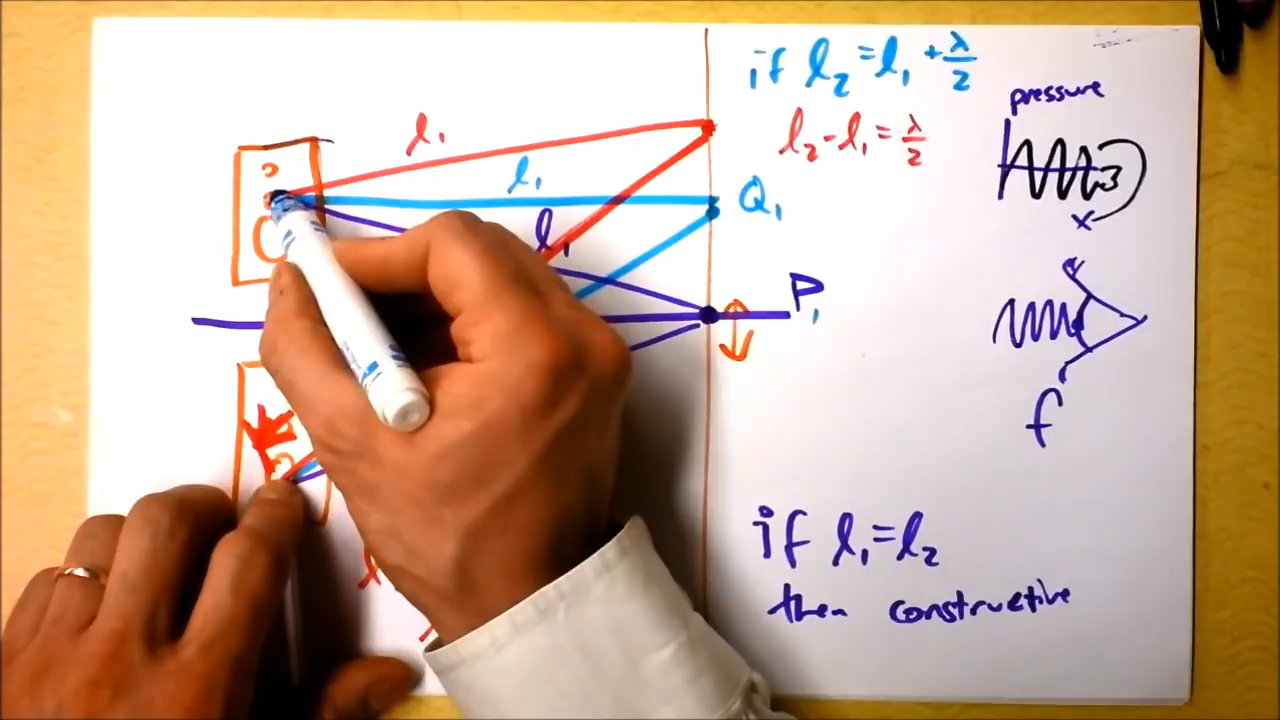 if l₂ = l₁ + λ/2
l₂ - l₁ = λ/2
pressure
x
l₁
l₁
l₁
Q₁
P₁
f
if l₁ = l₂
then constructive